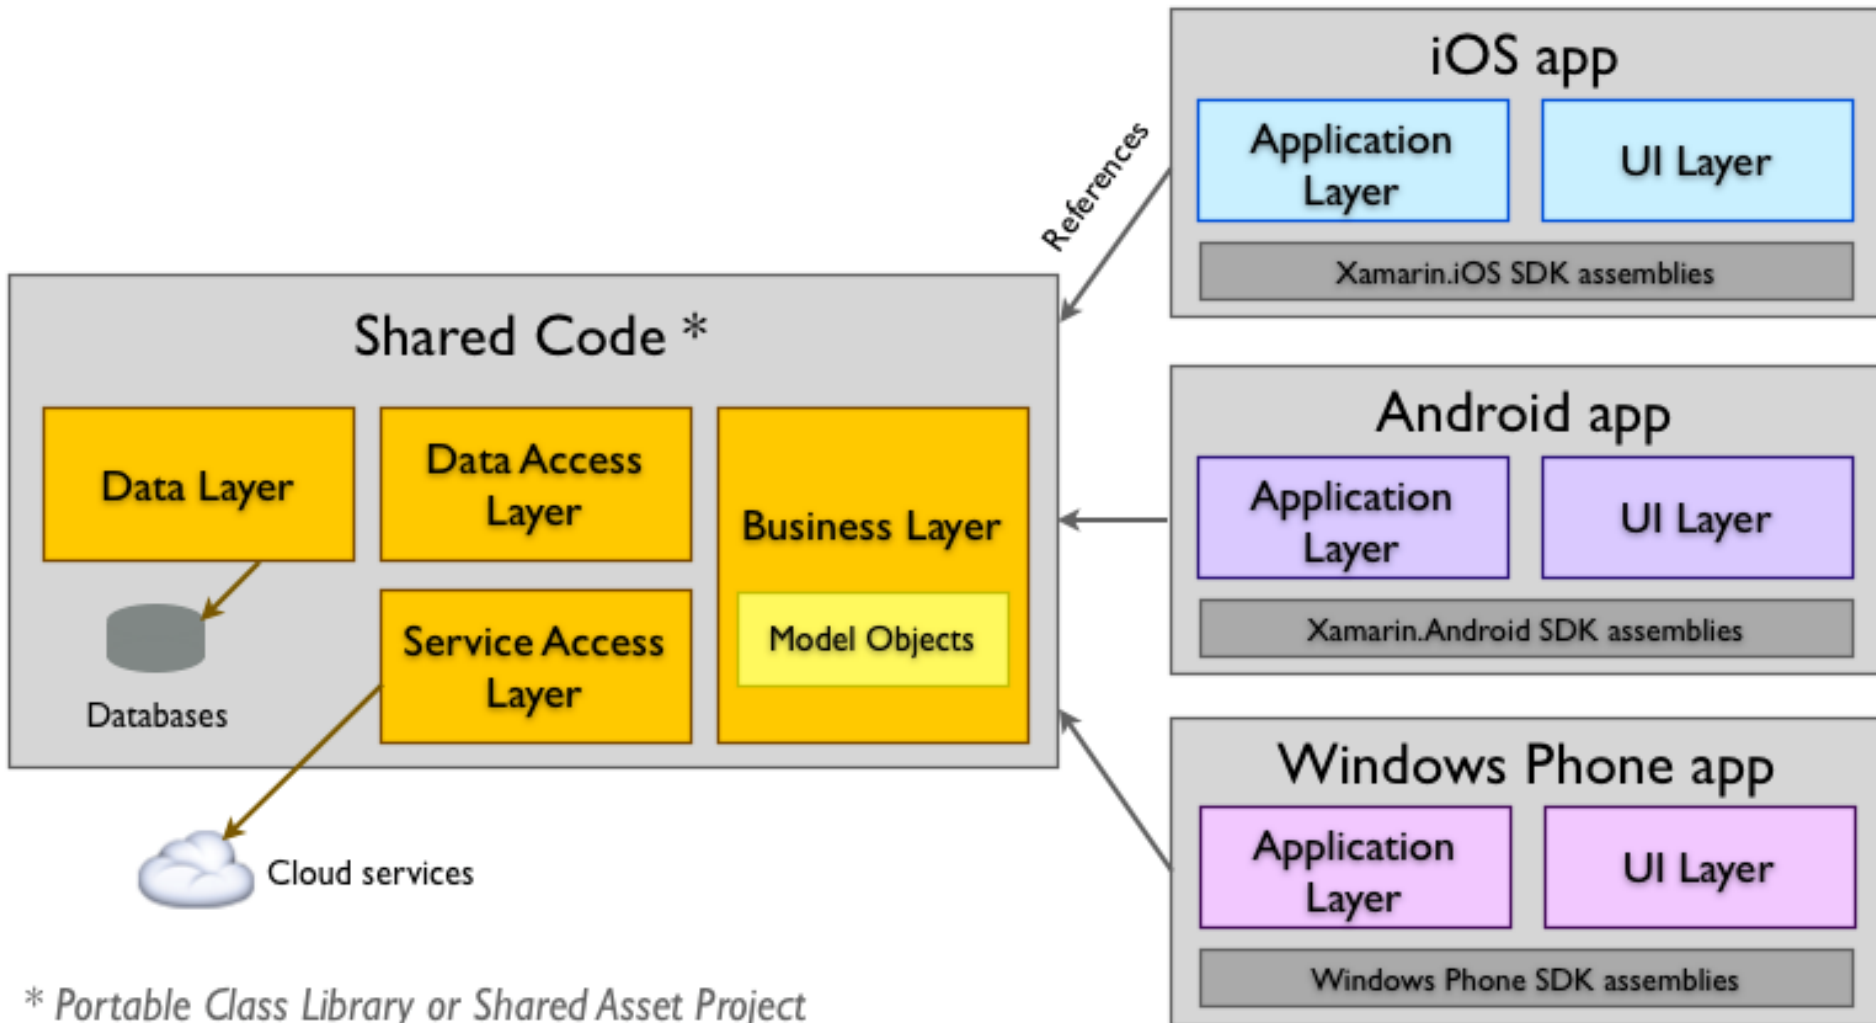 iOS app
Application
Layer
UI Layer
Xamarin.iOS SDK assemblies
References
Shared Code *
Data Layer
Data Access
Layer
Business Layer
Model Objects
Service Access
Layer
Databases
Cloud services
Android app
Application
Layer
UI Layer
Xamarin.Android SDK assemblies
Windows Phone app
Application
Layer
UI Layer
Windows Phone SDK assemblies
* Portable Class Library or Shared Asset Project